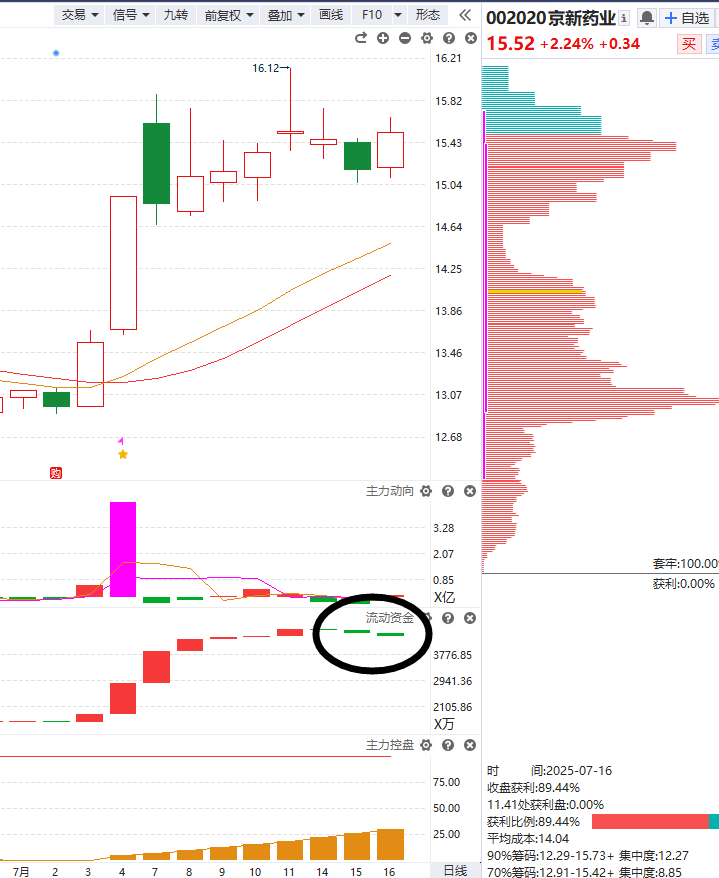 交易 信号 九转 前复权 叠加 画线 F10 形态
002020 京新药业 自选
15.52 +2.24% +0.34 买
16.12
16.21
15.82
15.43
15.04
14.64
14.25
13.86
13.46
13.07
12.68
购
主力动向
3.28
2.07
0.85
X亿
流动资金
3776.85
2941.36
2105.86
X万
主力控盘
75.00
50.00
25.00
7月 2 3 4 7 8 9 10 11 14 15 16 日线
套牢:100.00
获利:0.00%
时 间:2025-07-16
收盘获利:89.44%
11.41处获利盘:0.00%
获利比例:89.44%
平均成本:14.04
90%筹码:12.29-15.73+ 集中度:12.27
70%筹码:12.91-15.42+ 集中度:8.85